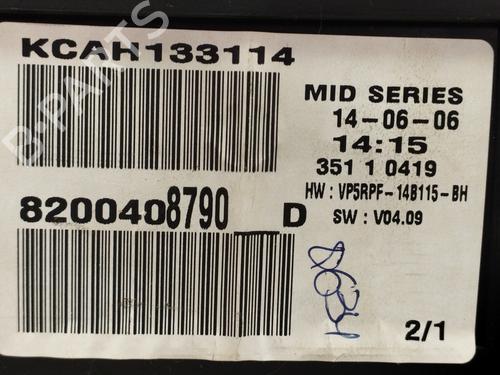 KCAH133114
MID SERIES
14-06-06
14:15
351 1 0419
HW : VP5RPF-14B115-BH
SW : V04.09
8200408790__D
2/1
B-PARTS